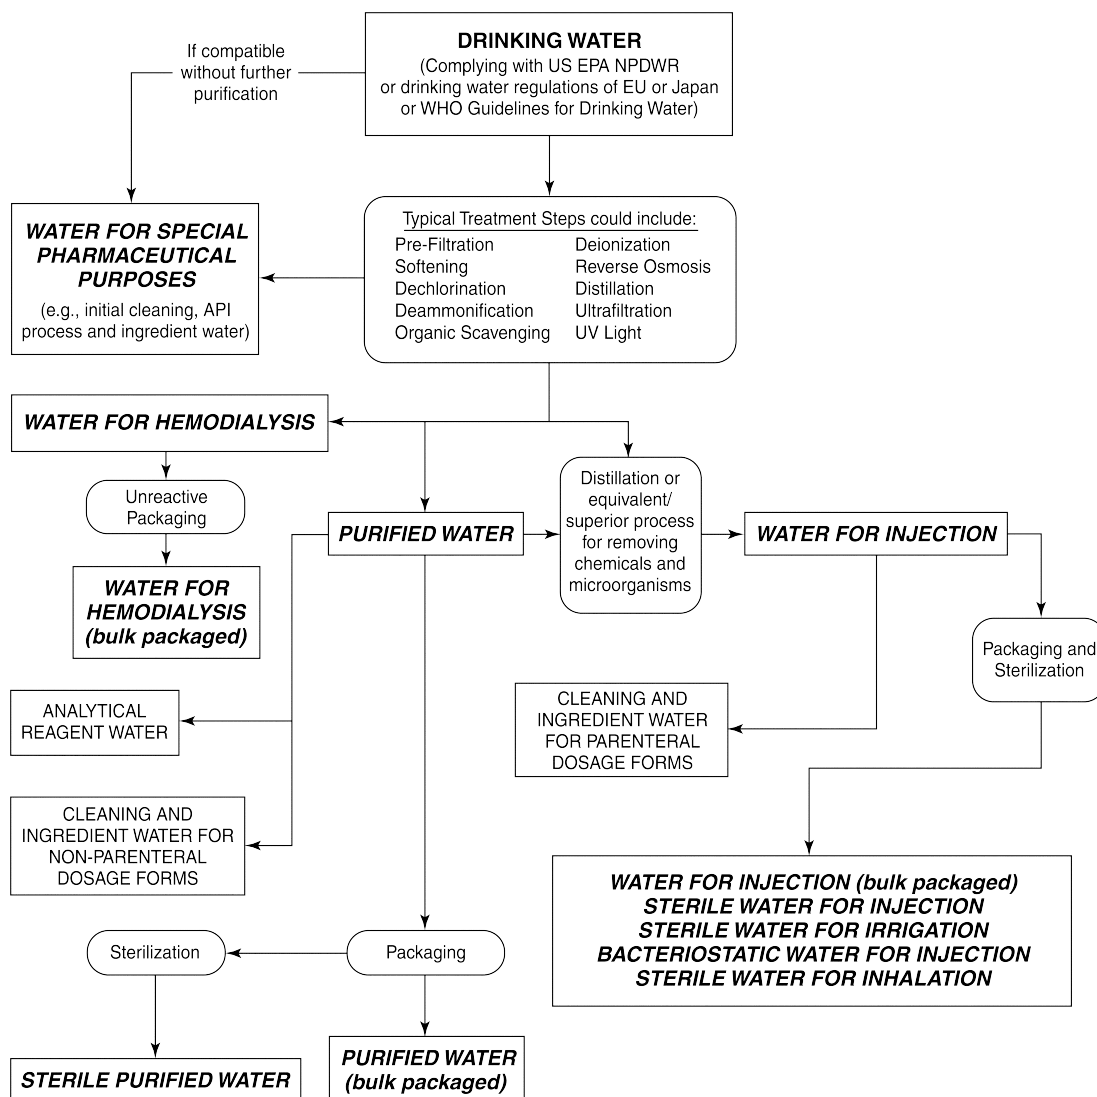 DRINKING WATER
(Complying with US EPA NPDWR
or drinking water regulations of EU or Japan
or WHO Guidelines for Drinking Water)
If compatible
without further
purification
WATER FOR SPECIAL
PHARMACEUTICAL
PURPOSES
(e.g., initial cleaning, API
process and ingredient water)
Typical Treatment Steps could include:
Pre-Filtration
Softening
Dechlorination
Deammonification
Organic Scavenging
Deionization
Reverse Osmosis
Distillation
Ultrafiltration
UV Light
WATER FOR HEMODIALYSIS
Unreactive
Packaging
WATER FOR
HEMODIALYSIS
(bulk packaged)
PURIFIED WATER
Distillation or
equivalent/
superior process
for removing
chemicals and
microorganisms
WATER FOR INJECTION
Packaging and
Sterilization
ANALYTICAL
REAGENT WATER
CLEANING AND
INGREDIENT WATER
FOR PARENTERAL
DOSAGE FORMS
CLEANING AND
INGREDIENT WATER FOR
NON-PARENTERAL
DOSAGE FORMS
WATER FOR INJECTION (bulk packaged)
STERILE WATER FOR INJECTION
STERILE WATER FOR IRRIGATION
BACTERIOSTATIC WATER FOR INJECTION
STERILE WATER FOR INHALATION
Sterilization
Packaging
STERILE PURIFIED WATER
PURIFIED WATER
(bulk packaged)